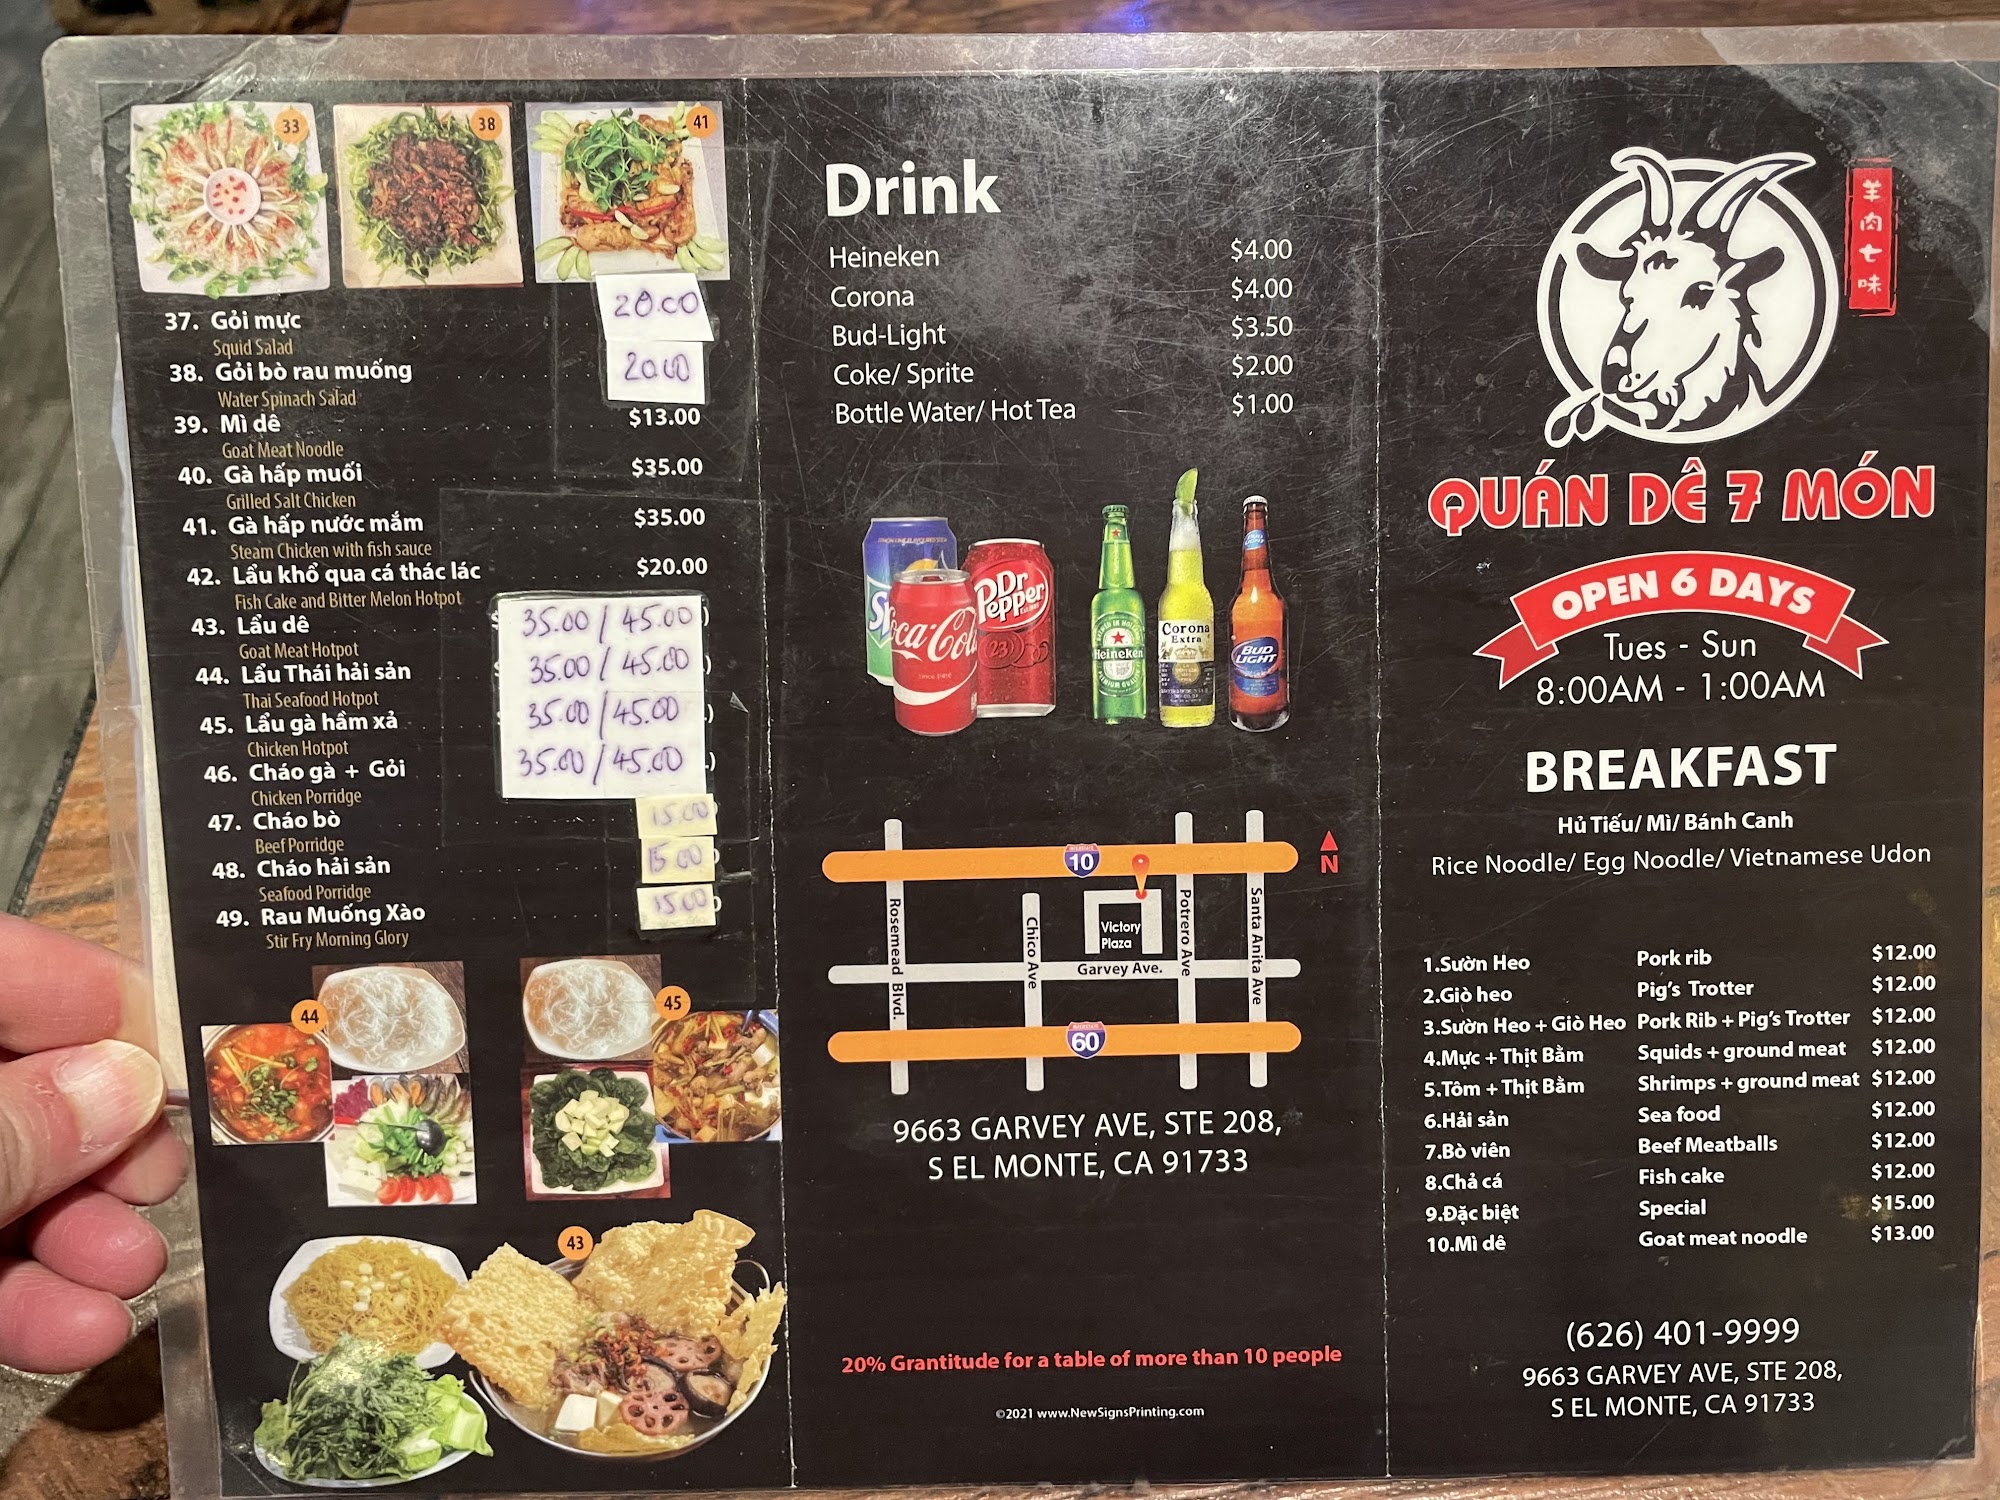 33
38
41
37. Gỏi mực
20.00
Squid Salad
38. Gỏi bò rau muống
20.00
Water Spinach Salad
39. Mì dê $13.00
Goat Meat Noodle
40. Gà hấp muối $35.00
Grilled Salt Chicken
41. Gà hấp nước mắm $35.00
Steam Chicken with fish sauce
42. Lẩu khổ qua cá thác lác $20.00
Fish Cake and Bitter Melon Hotpot
43. Lẩu dê 35.00 / 45.00
Goat Meat Hotpot
44. Lẩu Thái hải sản 35.00 / 45.00
Thai Seafood Hotpot
45. Lẩu gà hầm xả 35.00 / 45.00
Chicken Hotpot
46. Cháo gà + Gỏi 35.00 / 45.00
Chicken Porridge
47. Cháo bò 15.00
Beef Porridge
48. Cháo hải sản 15.00
Seafood Porridge
49. Rau Muống Xào 15.00
Stir Fry Morning Glory
44
45
43
Drink
Heineken $4.00
Corona $4.00
Bud-Light $3.50
Coke/ Sprite $2.00
Bottle Water/ Hot Tea $1.00
Coca-Cola
Dr Pepper
23
Heineken
Corona
Extra
BUD
LIGHT
10
N
Rosemead Blvd.
Chico Ave
Victory
Plaza
Potrero Ave
Santa Anita Ave
Garvey Ave.
60
9663 GARVEY AVE, STE 208,
S EL MONTE, CA 91733
20% Grantitude for a table of more than 10 people
©2021 www.NewSignsPrinting.com
羊肉七味
QUÁN DÊ 7 MÓN
OPEN 6 DAYS
Tues - Sun
8:00AM - 1:00AM
BREAKFAST
Hủ Tiếu/ Mì/ Bánh Canh
Rice Noodle/ Egg Noodle/ Vietnamese Udon
1.Sườn Heo Pork rib $12.00
2.Giò heo Pig's Trotter $12.00
3.Sườn Heo + Giò Heo Pork Rib + Pig's Trotter $12.00
4.Mực + Thịt Bằm Squids + ground meat $12.00
5.Tôm + Thịt Bằm Shrimps + ground meat $12.00
6.Hải sản Sea food $12.00
7.Bò viên Beef Meatballs $12.00
8.Chả cá Fish cake $12.00
9.Đặc biệt Special $15.00
10.Mì dê Goat meat noodle $13.00
(626) 401-9999
9663 GARVEY AVE, STE 208,
S EL MONTE, CA 91733